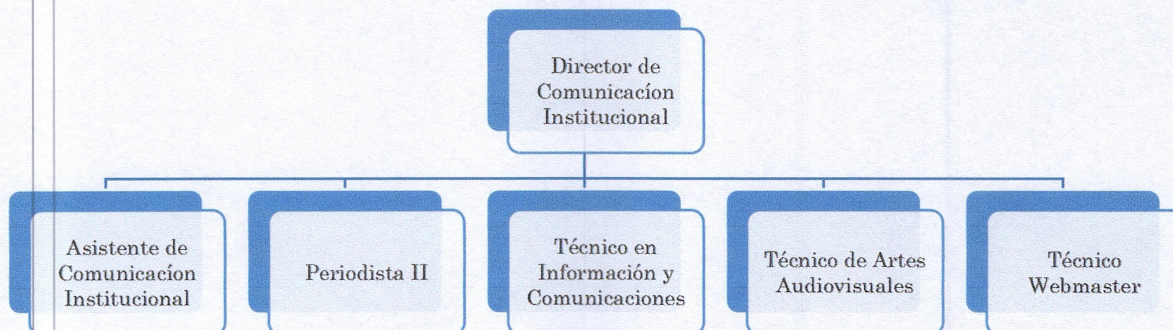 Director de
Comunicacíon
Institucional
Asistente de
Comunicacíon
Institucional
Periodista II
Técnico en
Información y
Comunicaciones
Técnico de Artes
Audiovisuales
Técnico
Webmaster